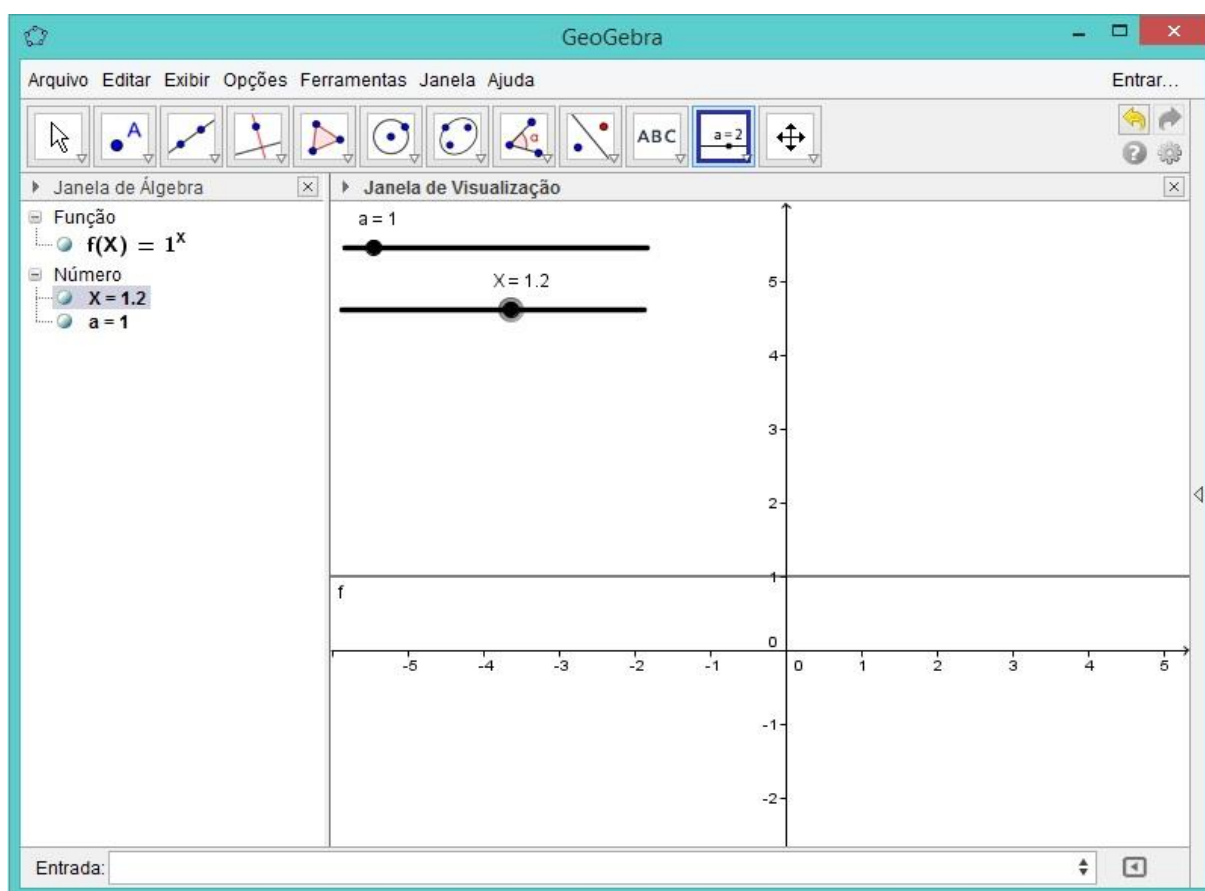 GeoGebra
Arquivo Editar Exibir Opções Ferramentas Janela Ajuda Entrar...
A α ABC a = 2
Janela de Álgebra
Função
f(X) = 1^X
Número
X = 1.2
a = 1
Janela de Visualização
a = 1
X = 1.2
5
4
3
2
1
f
0
-5 -4 -3 -2 -1 0 1 2 3 4 5
-1
-2
Entrada: